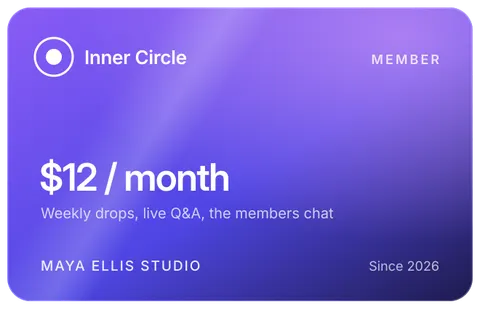 Inner Circle
MEMBER
$12 / month
Weekly drops, live Q&A, the members chat
MAYA ELLIS STUDIO
Since 2026